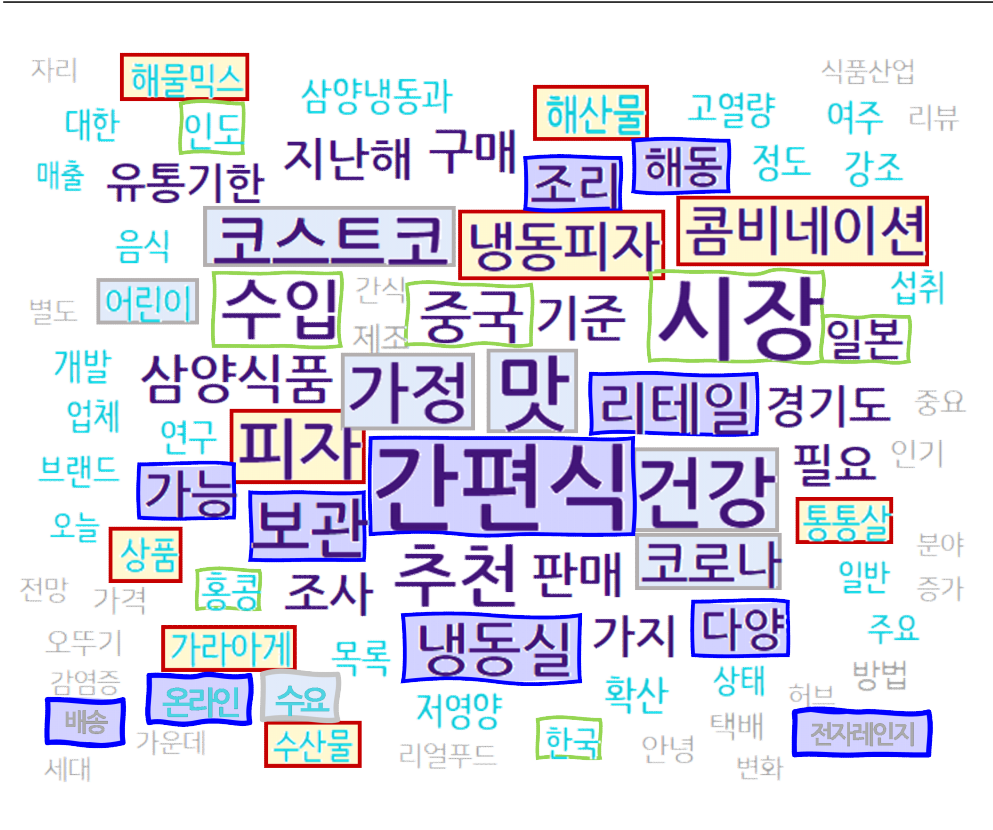 자리 해물믹스 삼양냉동과 식품산업
대한 인도 해산물 고열량 여주 리뷰
매출 유통기한 지난해 구매 조리 해동 정도 강조
음식 코스트코 냉동피자 콤비네이션
별도 어린이 수입 간식 중국 기준 시장 섭취
제조 일본
개발 삼양식품 가정 맛 리테일 경기도 중요
업체 연구 피자 필요 인기
브랜드 가능 간편식 건강
오늘 보관 통통살
상품 분야
전망 가격 홍콩 조사 추천 판매 코로나 일반 증가
오뚜기 가라아게 목록 냉동실 가지 다양 주요
감염증 온라인 수요 저영양 확산 상태 허브 방법
배송 가운데 수산물 리얼푸드 한국 안녕 택배 전자레인지
세대 변화